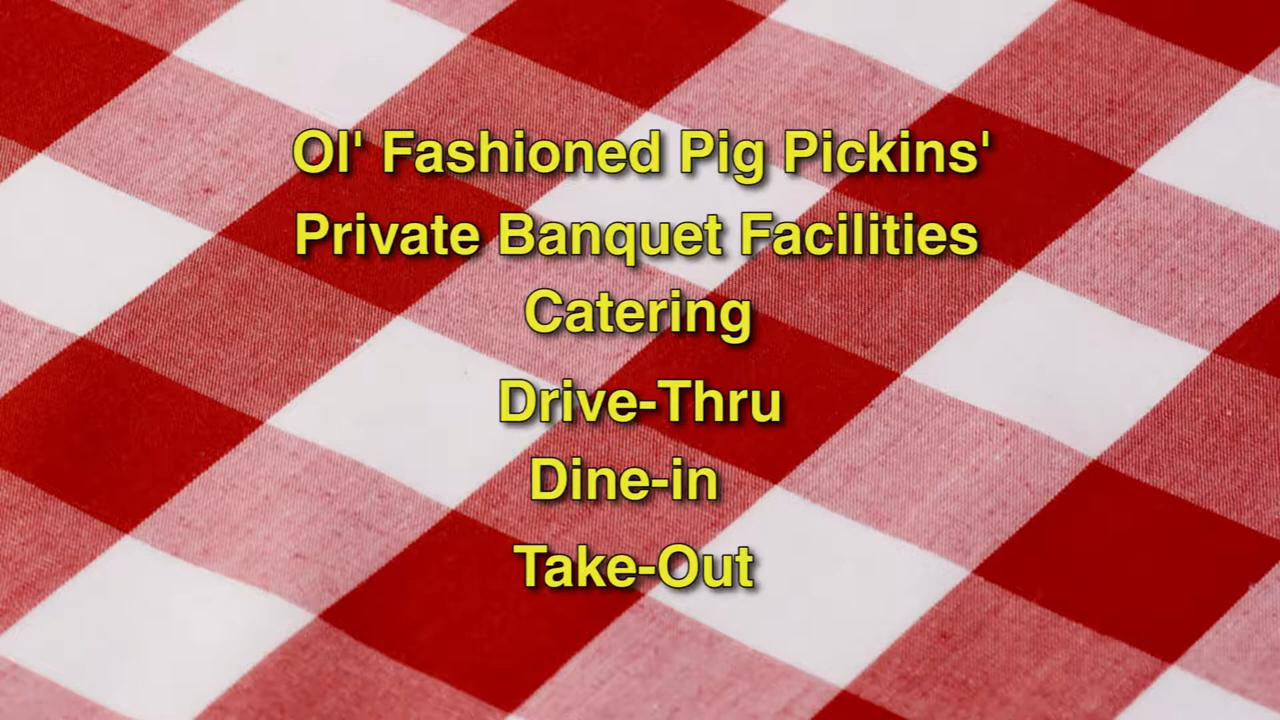 Ol' Fashioned Pig Pickins'
Private Banquet Facilities
Catering
Drive-Thru
Dine-in
Take-Out